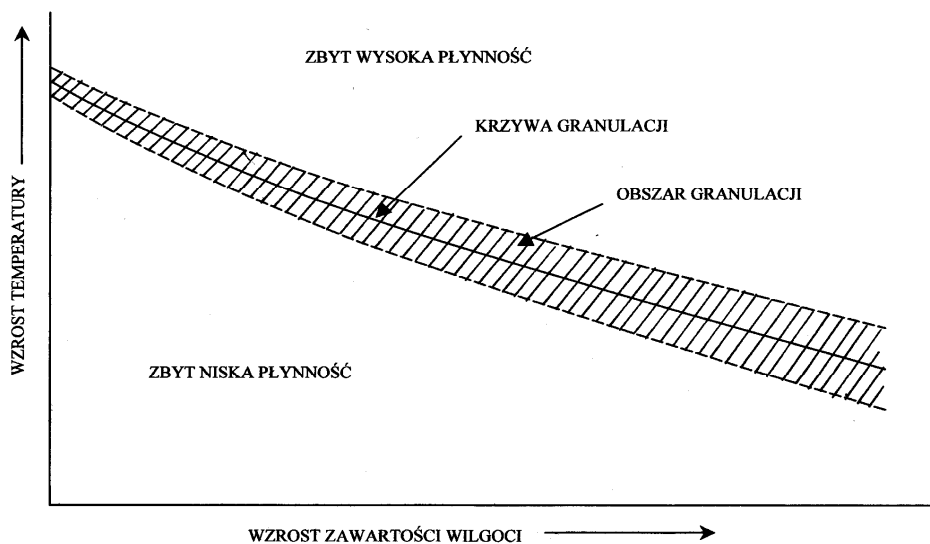 ZBYT WYSOKA PŁYNNOŚĆ
KRZYWA GRANULACJI
OBSZAR GRANULACJI
WZROST TEMPERATURY
ZBYT NISKA PŁYNNOŚĆ
WZROST ZAWARTOŚCI WILGOCI